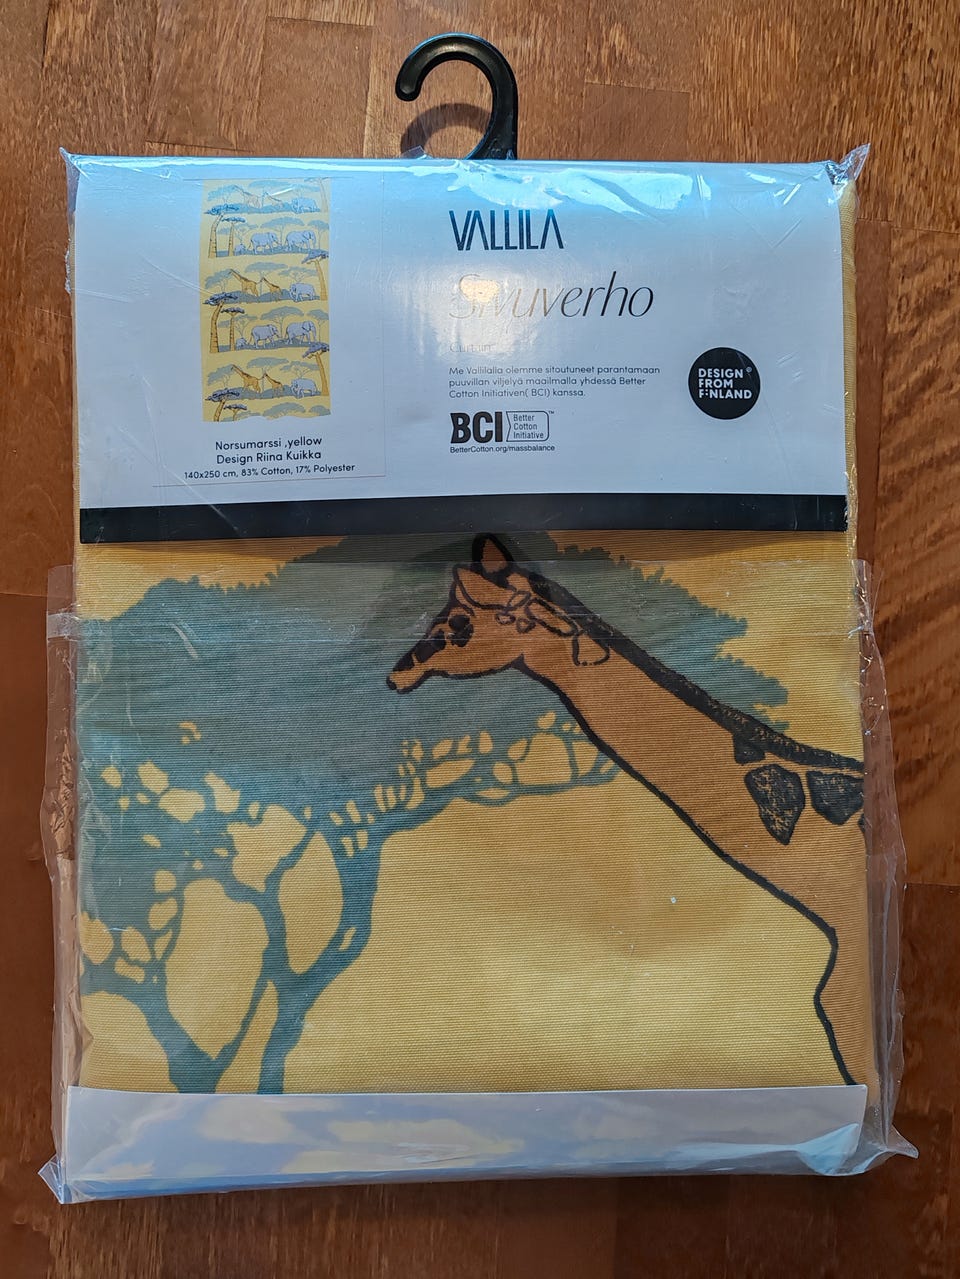 VALLILA
Sivuverho
Curtain
Me Vallilalla olemme sitoutuneet parantamaan
puuvillan viljelyä maailmalla yhdessä Better
Cotton Initiativen( BCI) kanssa.
BCI Better
Cotton
Initiative™
BetterCotton.org/massbalance
DESIGN®
FROM
FINLAND
Norsumarssi ,yellow
Design Riina Kuikka
140x250 cm, 83% Cotton, 17% Polyester